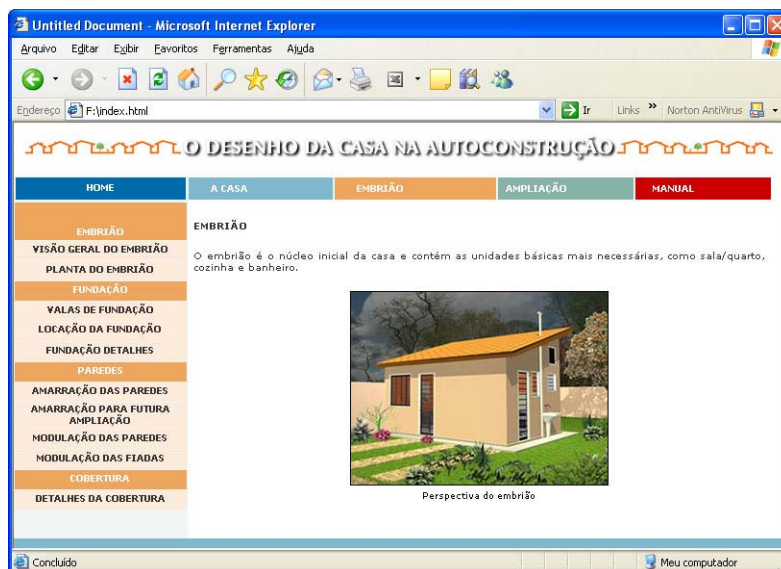 Untitled Document - Microsoft Internet Explorer
Arquivo Editar Exibir Favoritos Ferramentas Ajuda
Endereço F:\index.html Ir Links » Norton AntiVirus
O DESENHO DA CASA NA AUTOCONSTRUÇÃO
HOME A CASA EMBRIÃO AMPLIAÇÃO MANUAL
EMBRIÃO
VISÃO GERAL DO EMBRIÃO
PLANTA DO EMBRIÃO
FUNDAÇÃO
VALAS DE FUNDAÇÃO
LOCAÇÃO DA FUNDAÇÃO
FUNDAÇÃO DETALHES
PAREDES
AMARRAÇÃO DAS PAREDES
AMARRAÇÃO PARA FUTURA
AMPLIAÇÃO
MODULAÇÃO DAS PAREDES
MODULAÇÃO DAS FIADAS
COBERTURA
DETALHES DA COBERTURA
EMBRIÃO
O embrião é o núcleo inicial da casa e contém as unidades básicas mais necessárias, como sala/quarto,
cozinha e banheiro.
Perspectiva do embrião
Concluído Meu computador